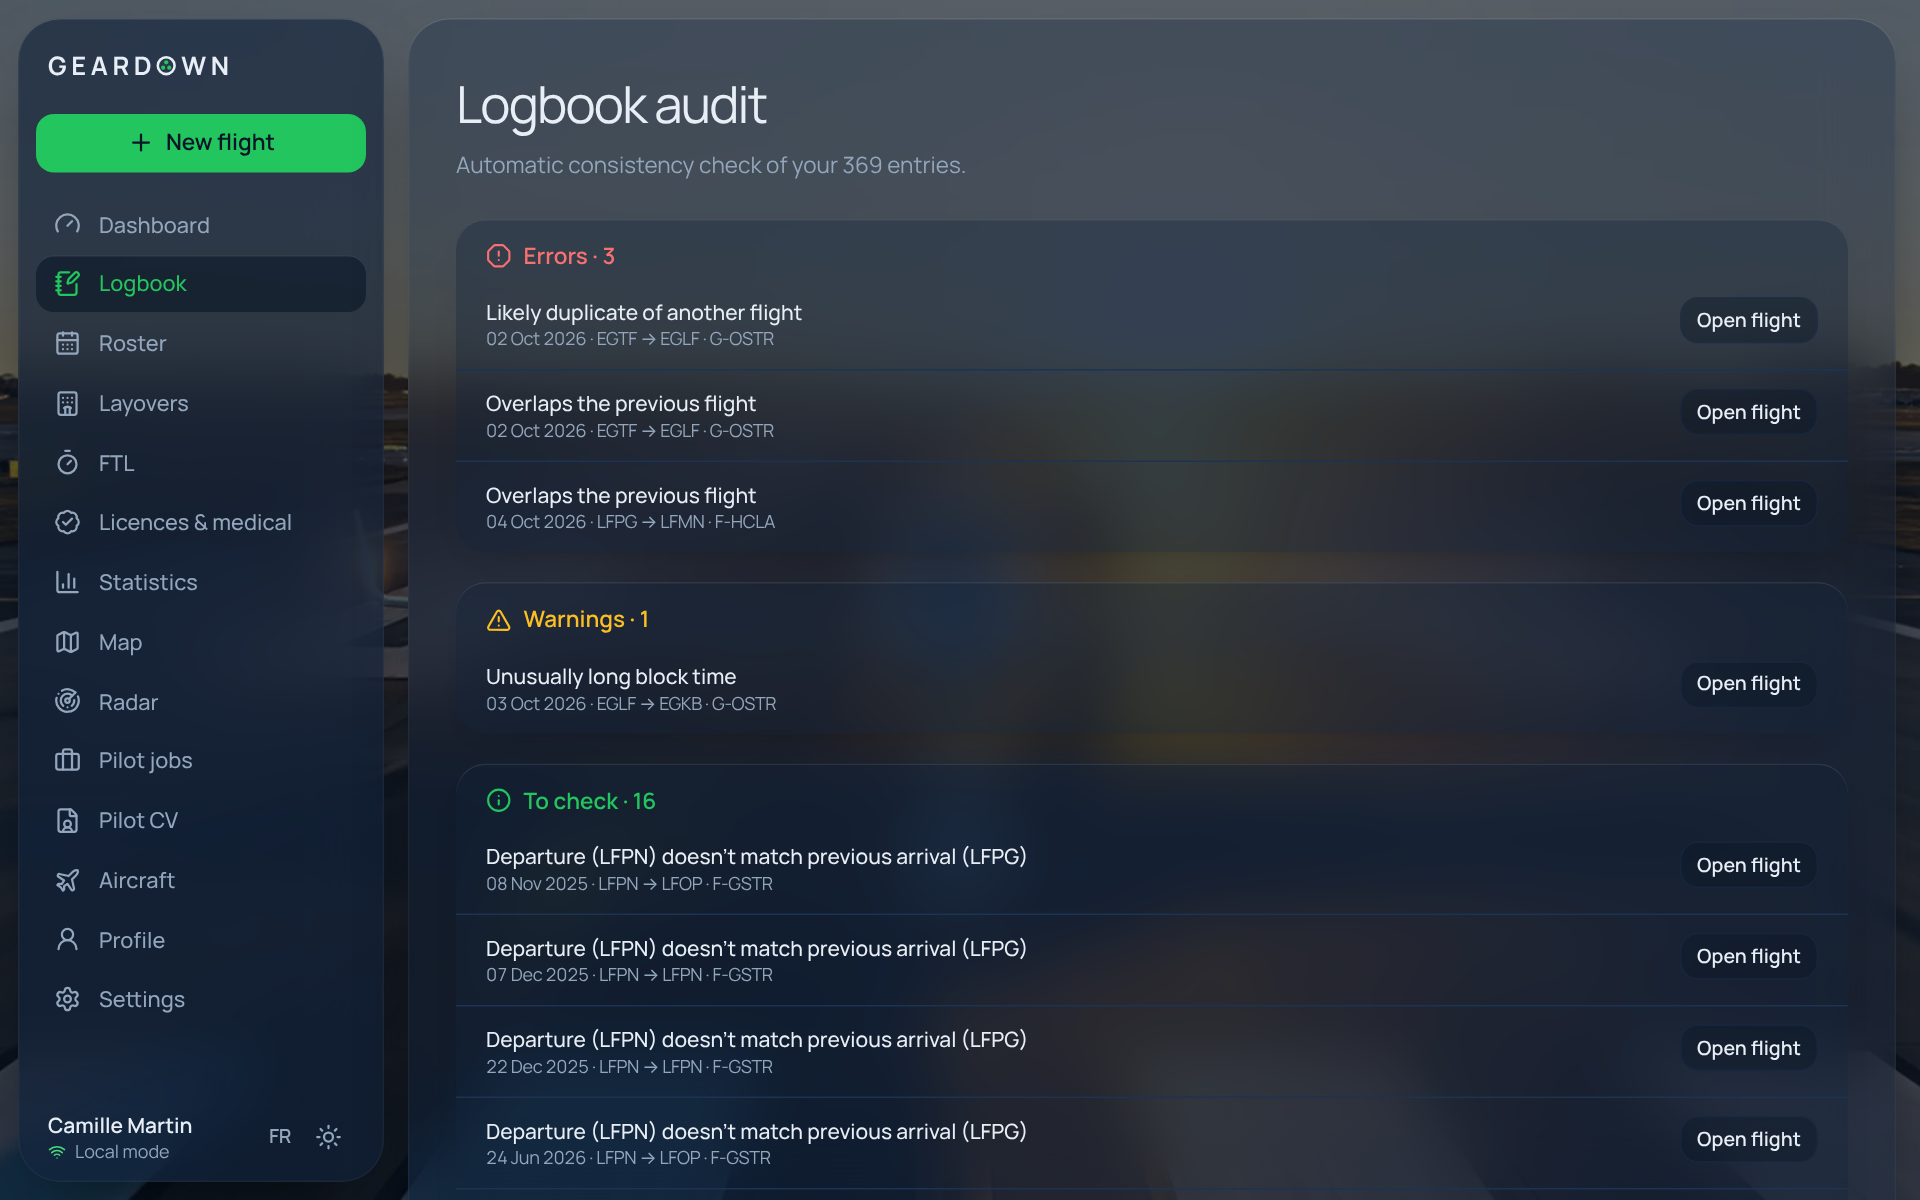 GEARDOWN
New flight
Dashboard
Logbook
Roster
Layovers
FTL
Licences & medical
Statistics
Map
Radar
Pilot jobs
Pilot CV
Aircraft
Profile
Settings
Camille Martin
Local mode
FR
Logbook audit
Automatic consistency check of your 369 entries.
Errors · 3
Likely duplicate of another flight
02 Oct 2026 · EGTF → EGLF · G-OSTR
Open flight
Overlaps the previous flight
02 Oct 2026 · EGTF → EGLF · G-OSTR
Open flight
Overlaps the previous flight
04 Oct 2026 · LFPG → LFMN · F-HCLA
Open flight
Warnings · 1
Unusually long block time
03 Oct 2026 · EGLF → EGKB · G-OSTR
Open flight
To check · 16
Departure (LFPN) doesn't match previous arrival (LFPG)
08 Nov 2025 · LFPN → LFOP · F-GSTR
Open flight
Departure (LFPN) doesn't match previous arrival (LFPG)
07 Dec 2025 · LFPN → LFPN · F-GSTR
Open flight
Departure (LFPN) doesn't match previous arrival (LFPG)
22 Dec 2025 · LFPN → LFPN · F-GSTR
Open flight
Departure (LFPN) doesn't match previous arrival (LFPG)
24 Jun 2026 · LFPN → LFOP · F-GSTR
Open flight